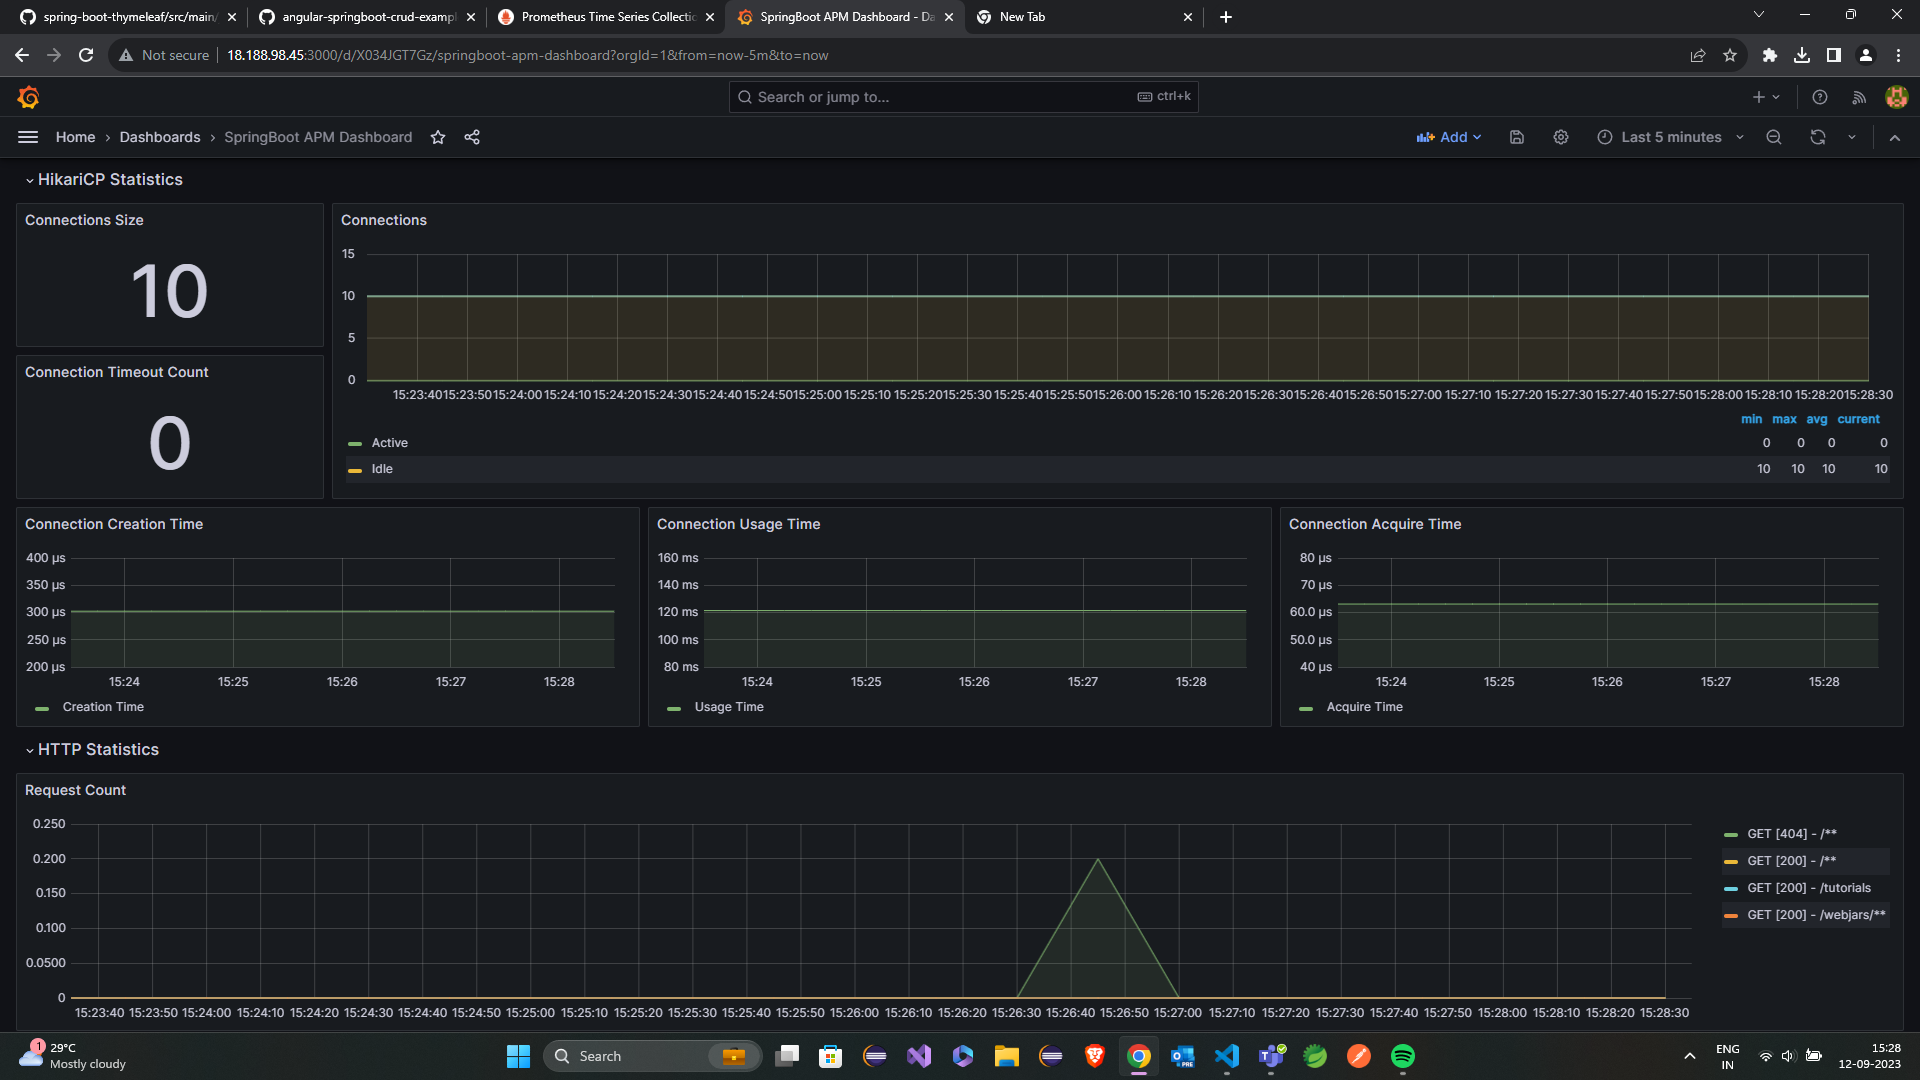 spring-boot-thymeleaf/src/main/
angular-springboot-crud-exampl
Prometheus Time Series Collectio
SpringBoot APM Dashboard - Da
New Tab
Not secure
18.188.98.45:3000/d/X034JGT7Gz/springboot-apm-dashboard?orgId=1&from=now-5m&to=now
Search or jump to...
ctrl+k
Home › Dashboards › SpringBoot APM Dashboard
Add
Last 5 minutes
HikariCP Statistics
Connections Size
10
Connection Timeout Count
0
Connections
15
10
5
0
15:23:40 15:23:50 15:24:00 15:24:10 15:24:20 15:24:30 15:24:40 15:24:50 15:25:00 15:25:10 15:25:20 15:25:30 15:25:40 15:25:50 15:26:00 15:26:10 15:26:20 15:26:30 15:26:40 15:26:50 15:27:00 15:27:10 15:27:20 15:27:30 15:27:40 15:27:50 15:28:00 15:28:10 15:28:20 15:28:30
min max avg current
Active 0 0 0 0
Idle 10 10 10 10
Connection Creation Time
400 µs
350 µs
300 µs
250 µs
200 µs
15:24 15:25 15:26 15:27 15:28
Creation Time
Connection Usage Time
160 ms
140 ms
120 ms
100 ms
80 ms
15:24 15:25 15:26 15:27 15:28
Usage Time
Connection Acquire Time
80 µs
70 µs
60.0 µs
50.0 µs
40 µs
15:24 15:25 15:26 15:27 15:28
Acquire Time
HTTP Statistics
Request Count
0.250
0.200
0.150
0.100
0.0500
0
15:23:40 15:23:50 15:24:00 15:24:10 15:24:20 15:24:30 15:24:40 15:24:50 15:25:00 15:25:10 15:25:20 15:25:30 15:25:40 15:25:50 15:26:00 15:26:10 15:26:20 15:26:30 15:26:40 15:26:50 15:27:00 15:27:10 15:27:20 15:27:30 15:27:40 15:27:50 15:28:00 15:28:10 15:28:20 15:28:30
GET [404] - /**
GET [200] - /**
GET [200] - /tutorials
GET [200] - /webjars/**
1
29°C
Mostly cloudy
Search
PRE
ENG
IN
15:28
12-09-2023